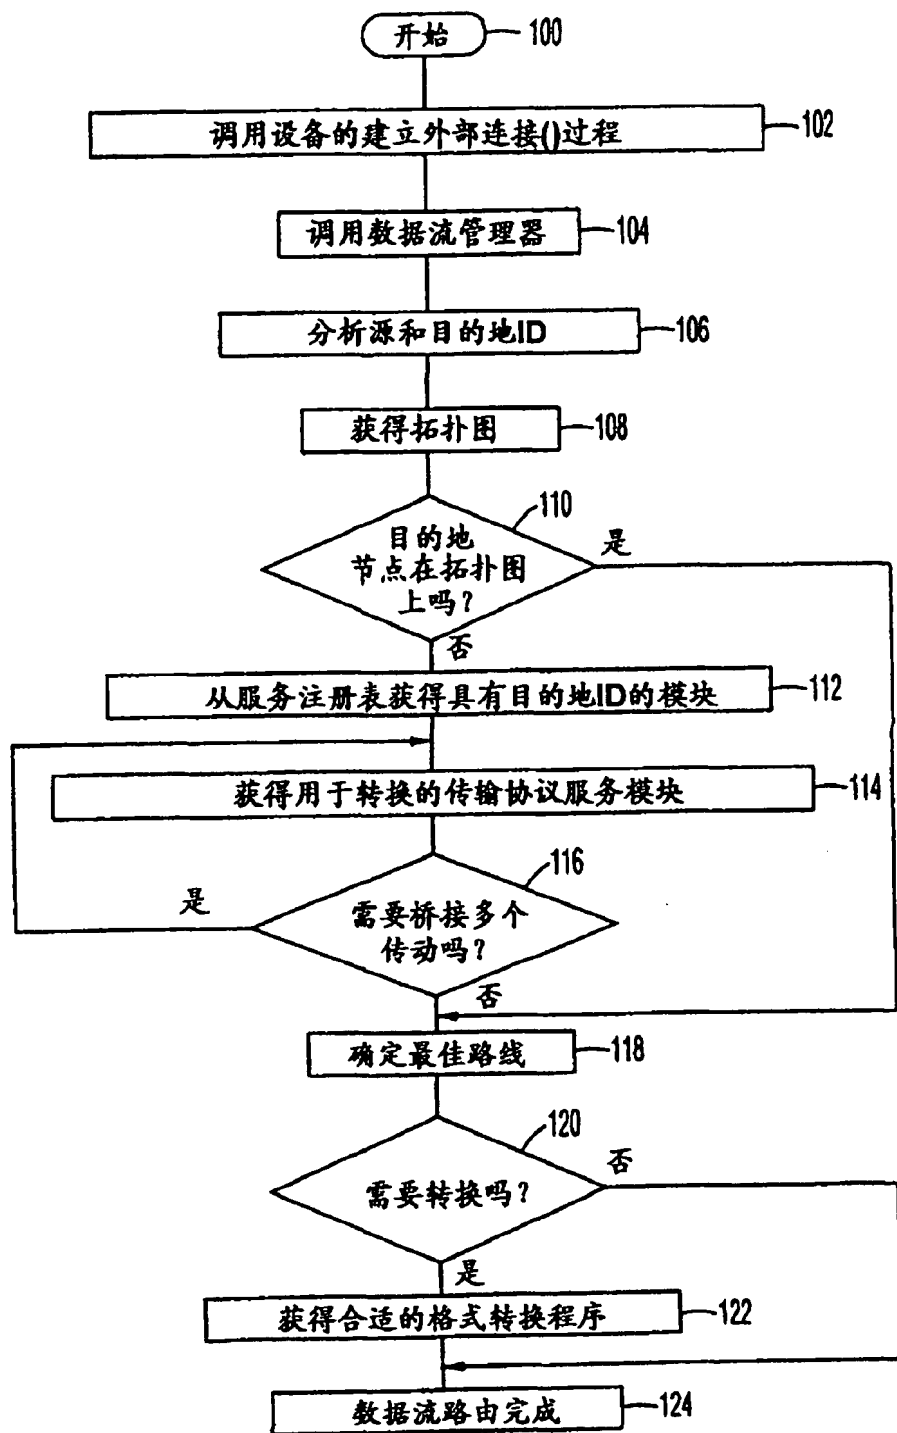 开始
100
调用设备的建立外部连接()过程
102
调用数据流管理器
104
分析源和目的地ID
106
获得拓扑图
108
110
目的地
节点在拓扑图
上吗?
是
否
从服务注册表获得具有目的地ID的模块
112
获得用于转换的传输协议服务模块
114
116
是
需要桥接多个
传动吗?
否
确定最佳路线
118
120
否
需要转换吗?
是
获得合适的格式转换程序
122
数据流路由完成
124